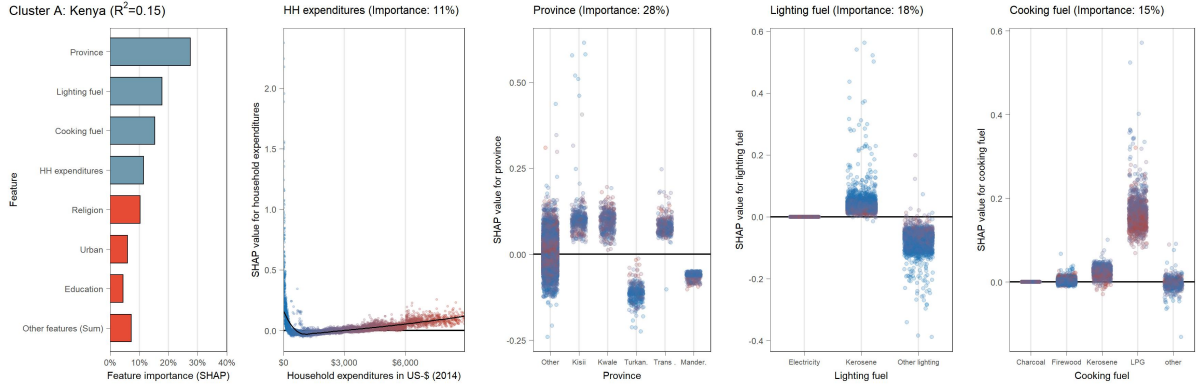 Cluster A: Kenya (R²=0.15)
Feature
Province
Lighting fuel
Cooking fuel
HH expenditures
Religion
Urban
Education
Other features (Sum)
0% 10% 20% 30% 40%
Feature importance (SHAP)
HH expenditures (Importance: 11%)
SHAP value for household expenditures
2.0
1.5
1.0
0.5
0.0
$0 $3,000 $6,000
Household expenditures in US-$ (2014)
Province (Importance: 28%)
SHAP value for province
0.50
0.25
0.00
-0.25
Other Kisii Kwale Turkan. Trans . Mander.
Province
Lighting fuel (Importance: 18%)
SHAP value for lighting fuel
0.6
0.4
0.2
0.0
-0.2
-0.4
Electricity Kerosene Other lighting
Lighting fuel
Cooking fuel (Importance: 15%)
SHAP value for cooking fuel
0.6
0.4
0.2
0.0
Charcoal Firewood Kerosene LPG other
Cooking fuel